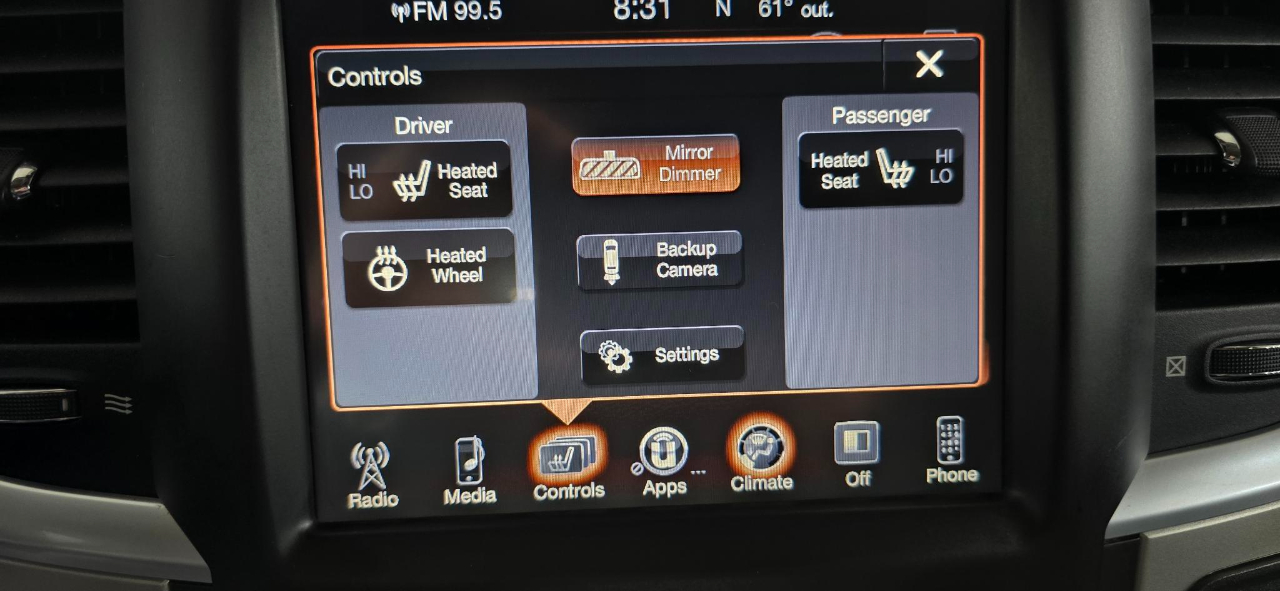 FM 99.5 8:31 N 61° out.
Controls
Driver
HI
LO
Heated
Seat
Heated
Wheel
Mirror
Dimmer
Backup
Camera
Settings
Passenger
Heated
Seat
HI
LO
Radio
Media
Controls
Apps
...
Climate
Off
Phone